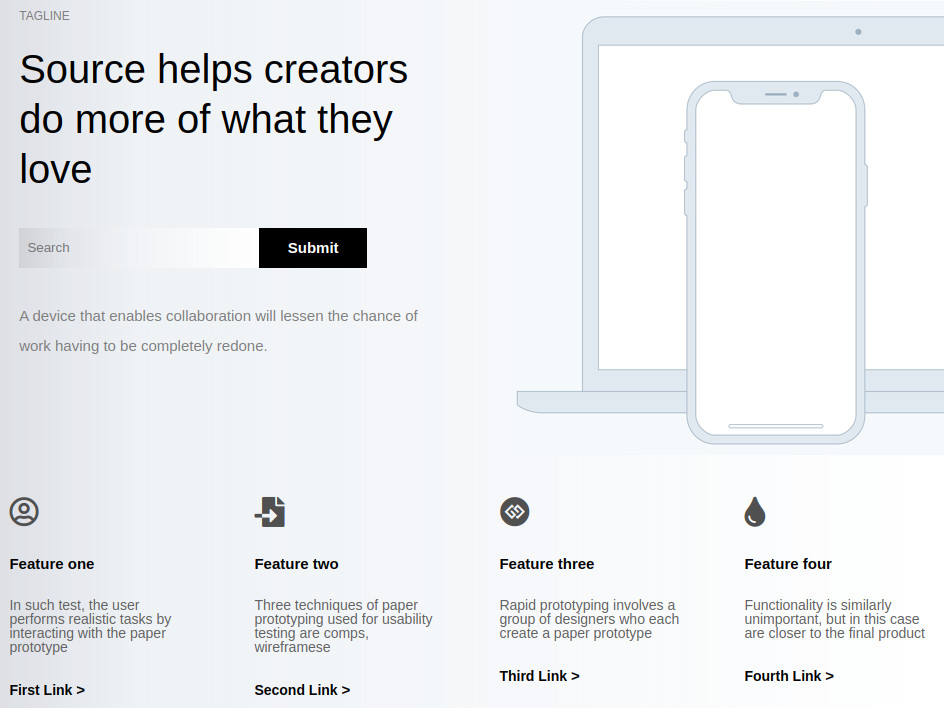 TAGLINE
Source helps creators
do more of what they
love
Search
Submit
A device that enables collaboration will lessen the chance of
work having to be completely redone.
Feature one
In such test, the user
performs realistic tasks by
interacting with the paper
prototype
First Link >
Feature two
Three techniques of paper
prototyping used for usability
testing are comps,
wireframese
Second Link >
Feature three
Rapid prototyping involves a
group of designers who each
create a paper prototype
Third Link >
Feature four
Functionality is similarly
unimportant, but in this case
are closer to the final product
Fourth Link >